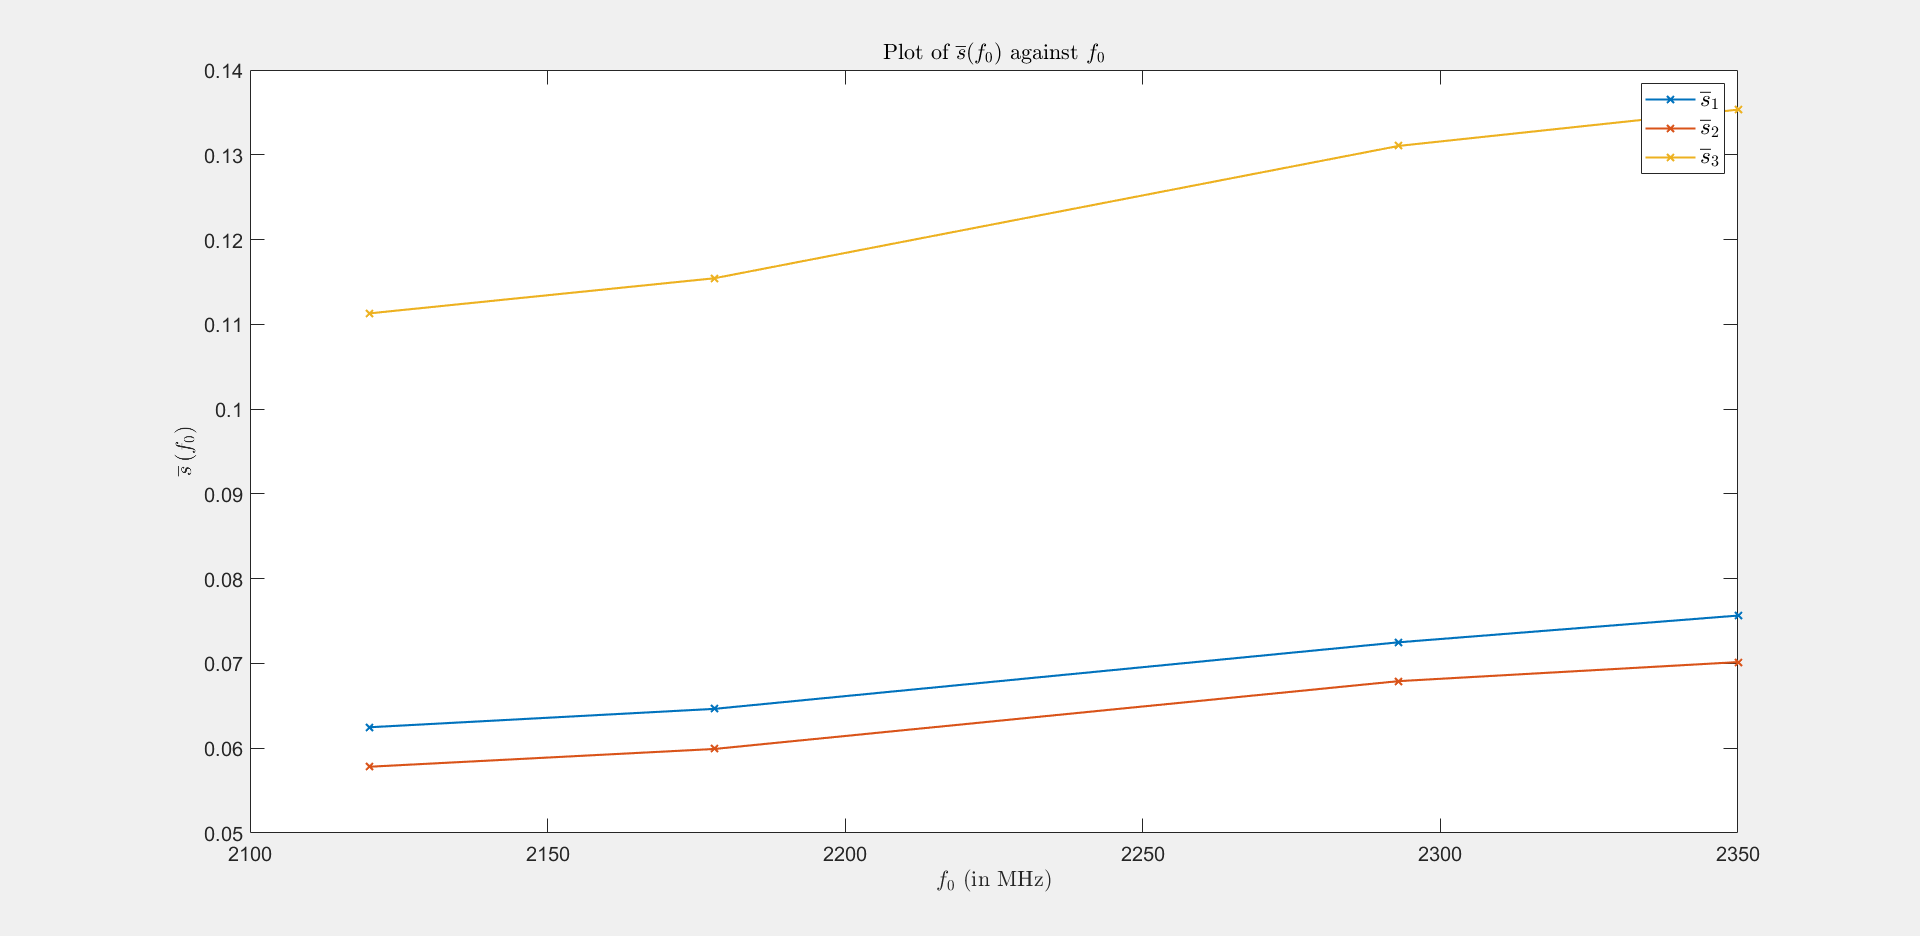 Plot of s̅(f₀) against f₀
0.14
0.13
0.12
0.11
0.1
0.09
0.08
0.07
0.06
0.05
s̅(f₀)
s̅₁
s̅₂
s̅₃
2100 2150 2200 2250 2300 2350
f₀ (in MHz)